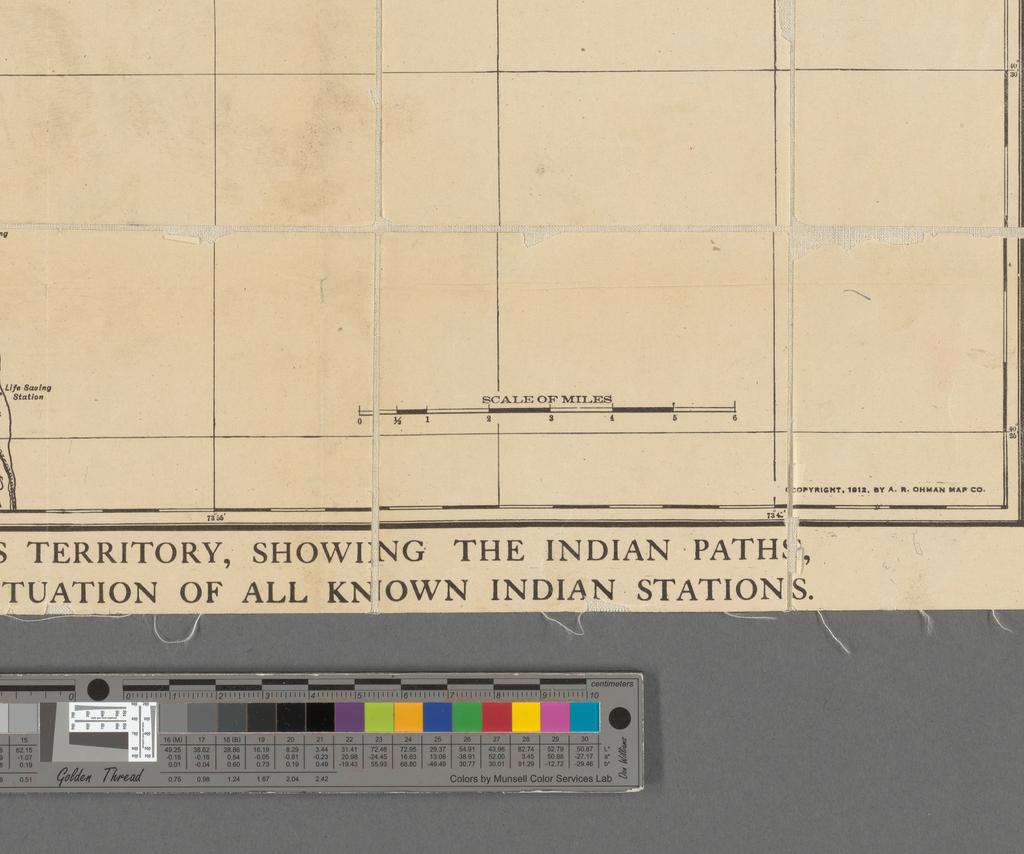 ng
40
30
Life Saving
Station
SCALE OF MILES
0 ½ 1 2 3 4 5 6
40
COPYRIGHT, 1912, BY A. R. OHMAN MAP CO.
S TERRITORY, SHOWING THE INDIAN PATHS,
TUATION OF ALL KNOWN INDIAN STATIONS.
centimeters
0 0 1 2 3 4 5 6 7 8 9 10
15 16 (M) 17 18 (B) 19 20 21 22 23 24 25 26 27 28 29 30
62.15 49.25 38.62 28.86 16.19 8.29 3.44 31.41 72.46 72.95 29.37 54.91 43.96 82.74 52.79 50.87 L*
-1.07 -0.16 -0.18 0.54 -0.05 -0.81 -0.23 20.98 -24.45 16.83 13.06 -38.91 52.00 3.45 50.88 -27.17 a*
0.19 0.01 -0.04 0.60 0.73 0.19 0.49 -19.43 55.93 68.80 -49.49 30.77 30.01 81.29 -12.72 -29.46 b*
0.51 0.75 0.98 1.24 1.67 2.04 2.42
Golden Thread
Colors by Munsell Color Services Lab
Don Williams